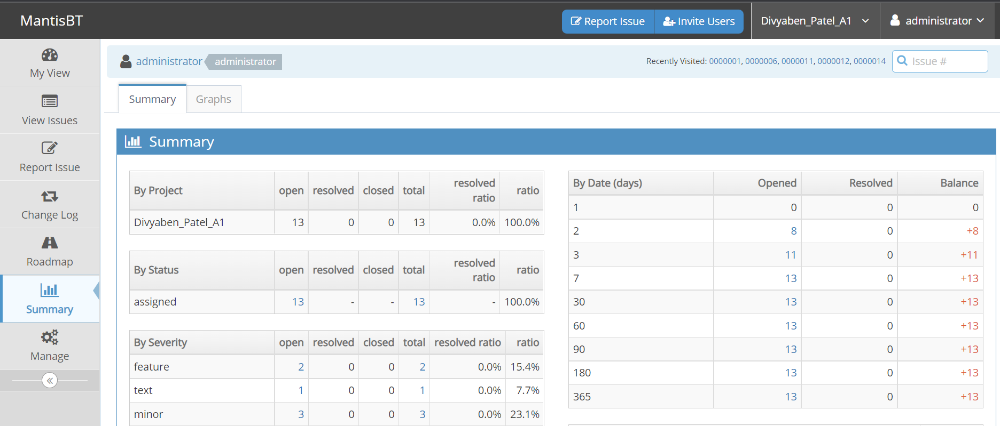 MantisBT
Report Issue
Invite Users
Divyaben_Patel_A1
administrator
My View
View Issues
Report Issue
Change Log
Roadmap
Summary
Manage
administrator administrator
Recently Visited: 0000001, 0000006, 0000011, 0000012, 0000014
Issue #
Summary Graphs
Summary
By Project open resolved closed total resolved ratio ratio
Divyaben_Patel_A1 13 0 0 13 0.0% 100.0%
By Status open resolved closed total resolved ratio ratio
assigned 13 - - 13 - 100.0%
By Severity open resolved closed total resolved ratio ratio
feature 2 0 0 2 0.0% 15.4%
text 1 0 0 1 0.0% 7.7%
minor 3 0 0 3 0.0% 23.1%
By Date (days) Opened Resolved Balance
1 0 0 0
2 8 0 +8
3 11 0 +11
7 13 0 +13
30 13 0 +13
60 13 0 +13
90 13 0 +13
180 13 0 +13
365 13 0 +13